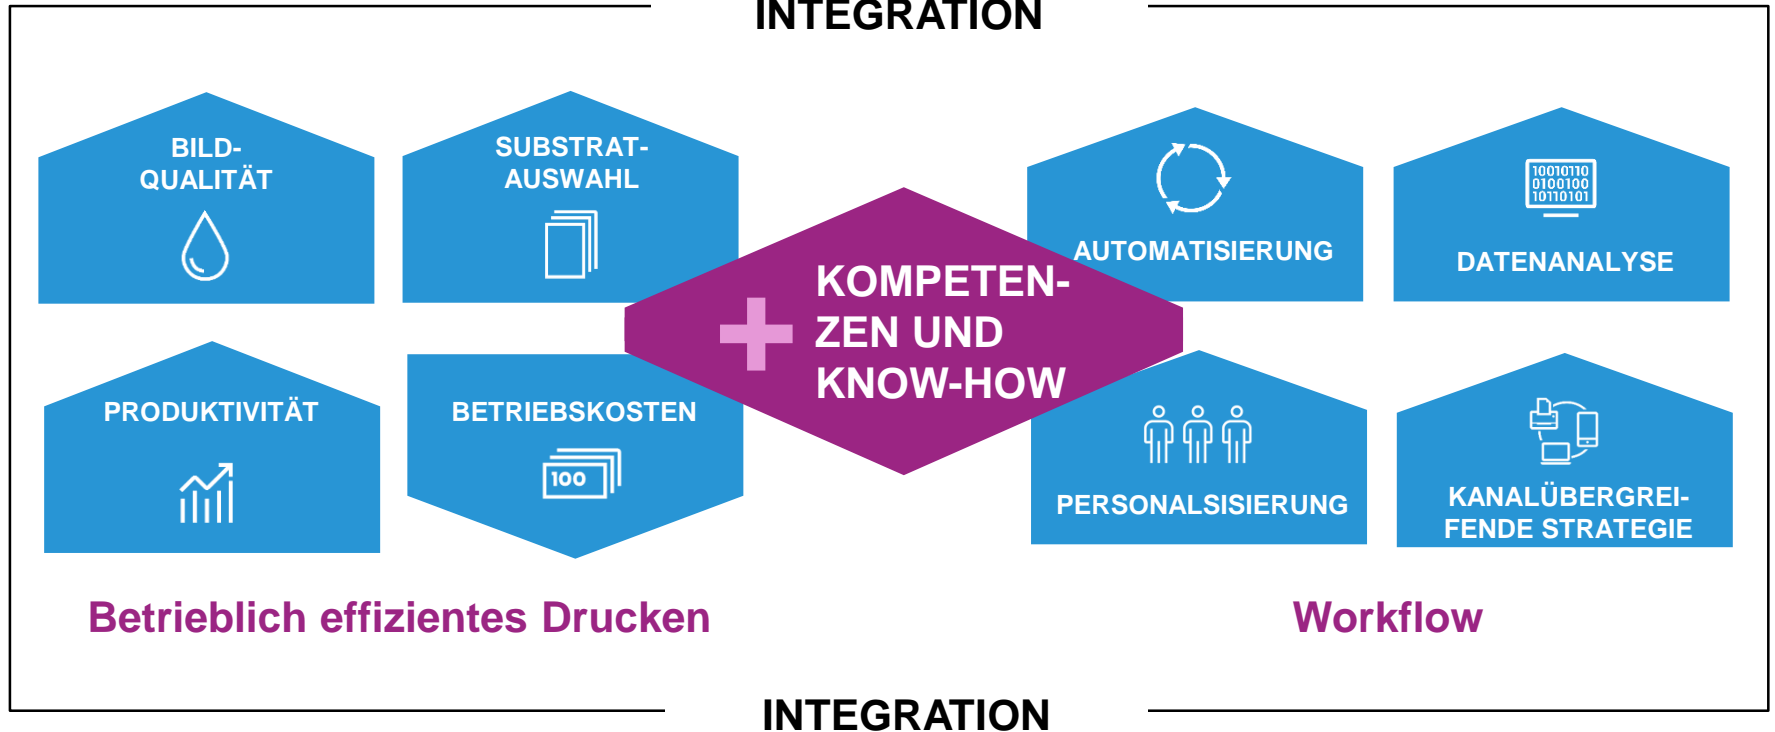 INTEGRATION
BILD-
QUALITÄT
SUBSTRAT-
AUSWAHL
PRODUKTIVITÄT
BETRIEBSKOSTEN
100
Betrieblich effizientes Drucken
KOMPETEN-
ZEN UND
KNOW-HOW
AUTOMATISIERUNG
10010110
0100100
10110101
DATENANALYSE
PERSONALSISIERUNG
KANALÜBERGREI-
FENDE STRATEGIE
Workflow
INTEGRATION